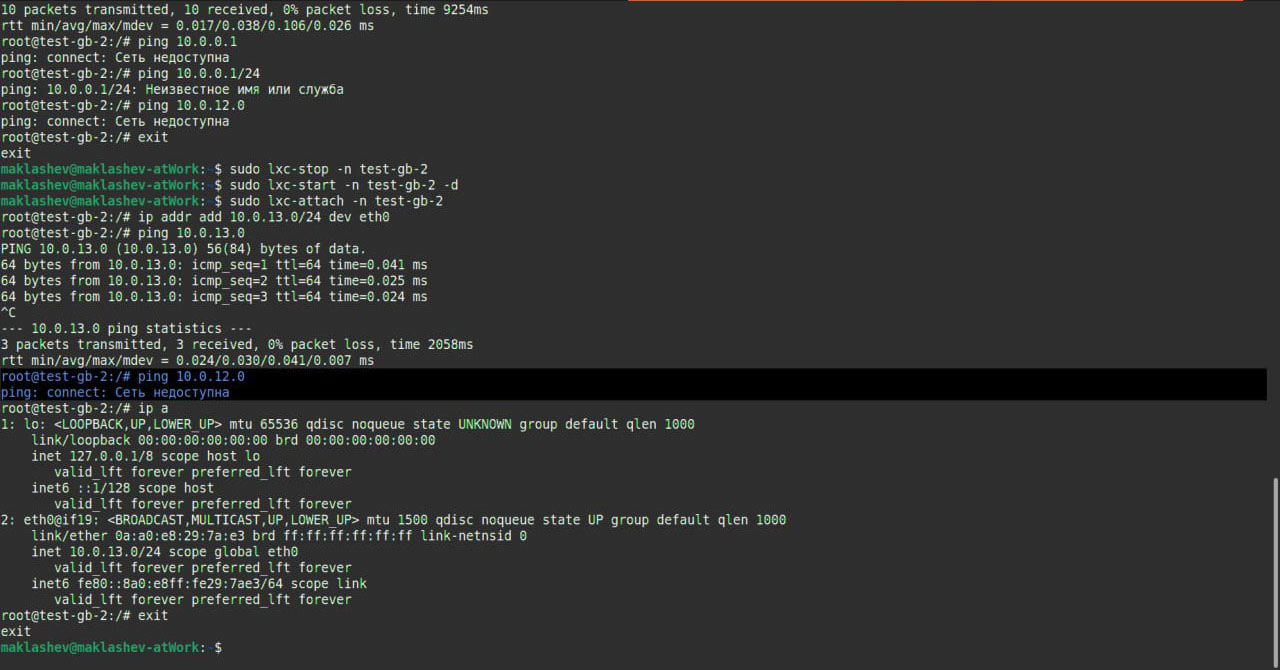 10 packets transmitted, 10 received, 0% packet loss, time 9254ms
rtt min/avg/max/mdev = 0.017/0.038/0.106/0.026 ms
root@test-gb-2:/# ping 10.0.0.1
ping: connect: Сеть недоступна
root@test-gb-2:/# ping 10.0.0.1/24
ping: 10.0.0.1/24: Неизвестное имя или служба
root@test-gb-2:/# ping 10.0.12.0
ping: connect: Сеть недоступна
root@test-gb-2:/# exit
exit
maklashev@maklashev-atWork:~$ sudo lxc-stop -n test-gb-2
maklashev@maklashev-atWork:~$ sudo lxc-start -n test-gb-2 -d
maklashev@maklashev-atWork:~$ sudo lxc-attach -n test-gb-2
root@test-gb-2:/# ip addr add 10.0.13.0/24 dev eth0
root@test-gb-2:/# ping 10.0.13.0
PING 10.0.13.0 (10.0.13.0) 56(84) bytes of data.
64 bytes from 10.0.13.0: icmp_seq=1 ttl=64 time=0.041 ms
64 bytes from 10.0.13.0: icmp_seq=2 ttl=64 time=0.025 ms
64 bytes from 10.0.13.0: icmp_seq=3 ttl=64 time=0.024 ms
^C
--- 10.0.13.0 ping statistics ---
3 packets transmitted, 3 received, 0% packet loss, time 2058ms
rtt min/avg/max/mdev = 0.024/0.030/0.041/0.007 ms
root@test-gb-2:/# ping 10.0.12.0
ping: connect: Сеть недоступна
root@test-gb-2:/# ip a
1: lo: <LOOPBACK,UP,LOWER_UP> mtu 65536 qdisc noqueue state UNKNOWN group default qlen 1000
    link/loopback 00:00:00:00:00:00 brd 00:00:00:00:00:00
    inet 127.0.0.1/8 scope host lo
       valid_lft forever preferred_lft forever
    inet6 ::1/128 scope host
       valid_lft forever preferred_lft forever
2: eth0@if19: <BROADCAST,MULTICAST,UP,LOWER_UP> mtu 1500 qdisc noqueue state UP group default qlen 1000
    link/ether 0a:a0:e8:29:7a:e3 brd ff:ff:ff:ff:ff:ff link-netnsid 0
    inet 10.0.13.0/24 scope global eth0
       valid_lft forever preferred_lft forever
    inet6 fe80::8a0:e8ff:fe29:7ae3/64 scope link
       valid_lft forever preferred_lft forever
root@test-gb-2:/# exit
exit
maklashev@maklashev-atWork:~$